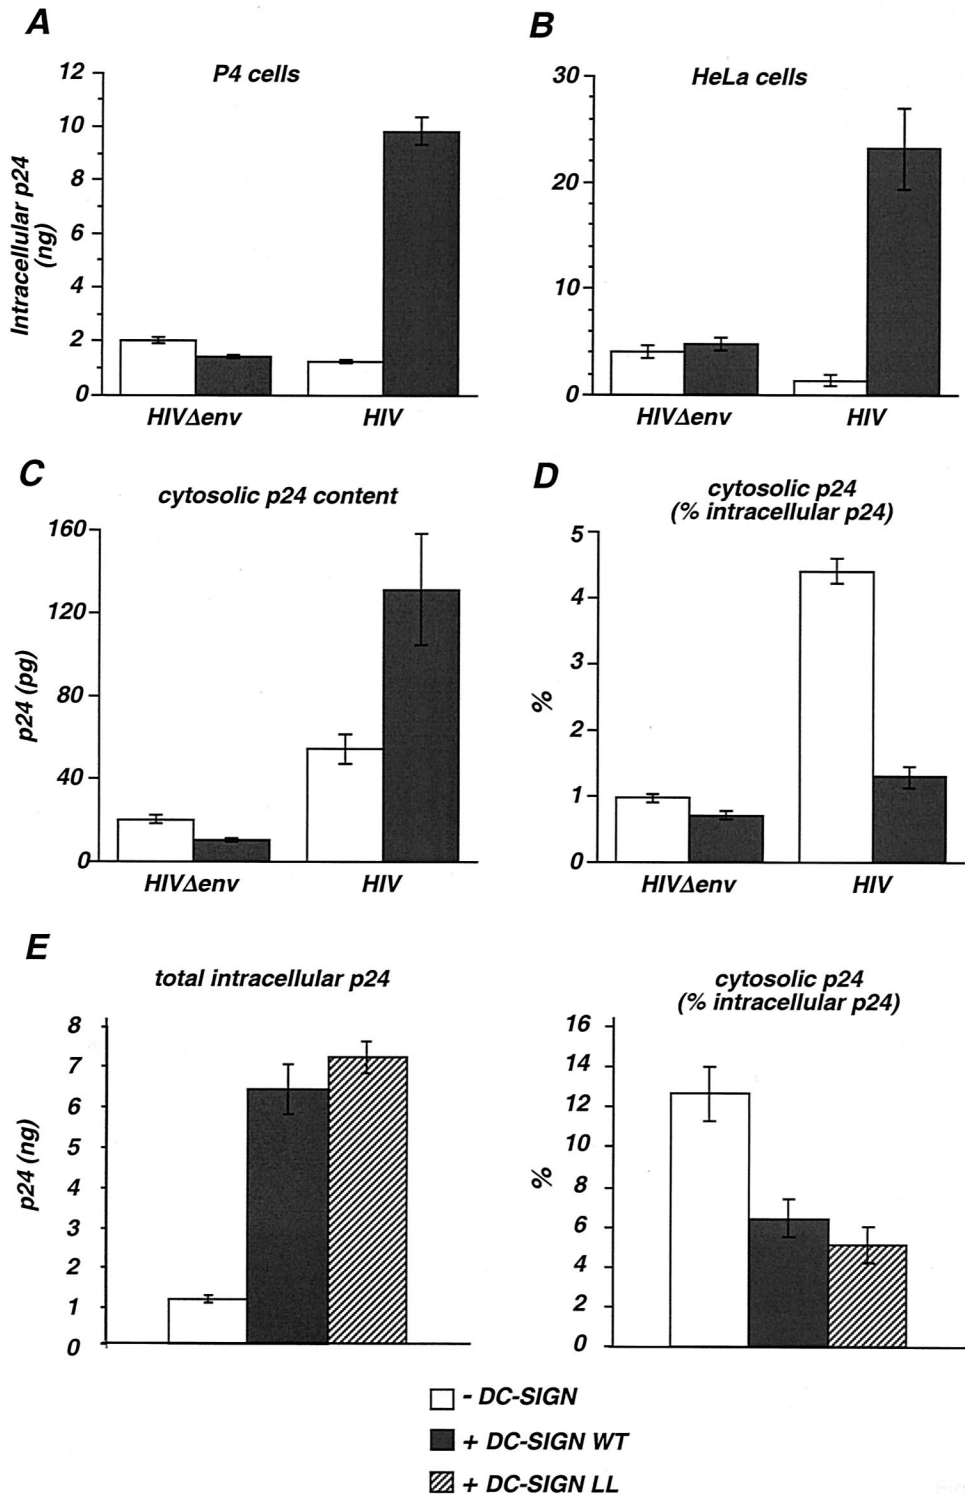 A
P4 cells
Intracellular p24
(ng)
12
10
8
6
4
2
0
HIVΔenv
HIV
B
HeLa cells
30
20
10
0
HIVΔenv
HIV
C
cytosolic p24 content
p24 (pg)
160
120
80
40
0
HIVΔenv
HIV
D
cytosolic p24
(% intracellular p24)
%
5
4
3
2
1
0
HIVΔenv
HIV
E
total intracellular p24
p24 (ng)
8
7
6
5
4
3
2
1
0
cytosolic p24
(% intracellular p24)
%
16
14
12
10
8
6
4
2
0
- DC-SIGN
+ DC-SIGN WT
+ DC-SIGN LL